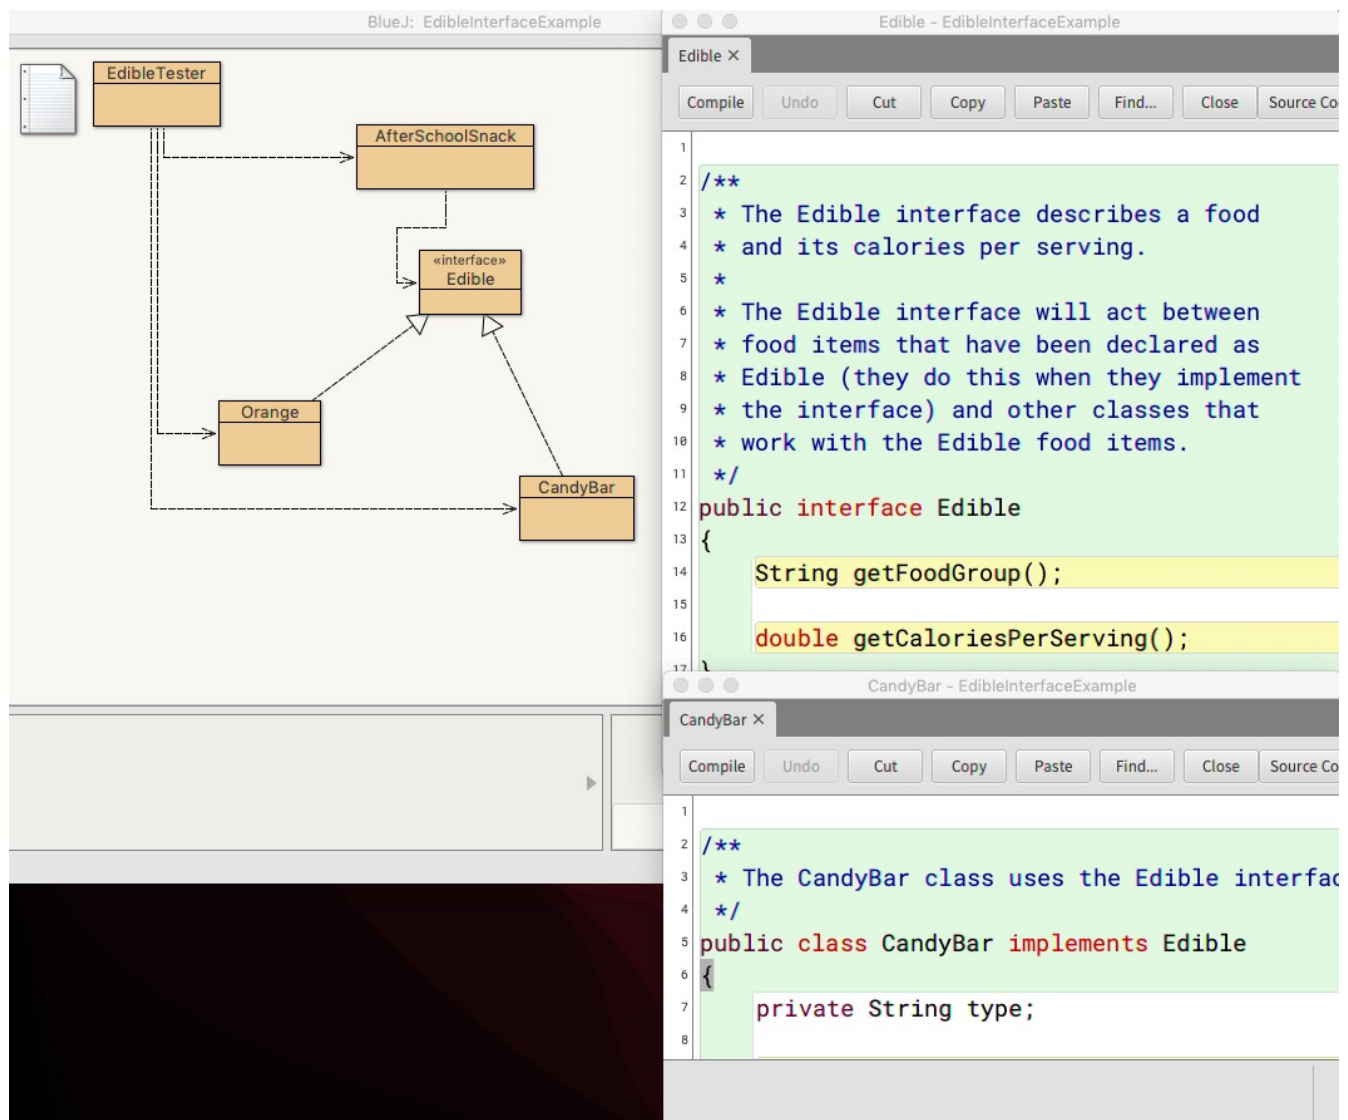 BlueJ: EdibleInterfaceExample
EdibleTester
AfterSchoolSnack
«interface»
Edible
Orange
CandyBar
Edible - EdibleInterfaceExample
Edible ×
Compile Undo Cut Copy Paste Find... Close Source Co
1
2 /**
3 * The Edible interface describes a food
4 * and its calories per serving.
5 *
6 * The Edible interface will act between
7 * food items that have been declared as
8 * Edible (they do this when they implement
9 * the interface) and other classes that
10 * work with the Edible food items.
11 */
12 public interface Edible
13 {
14 String getFoodGroup();
15
16 double getCaloriesPerServing();
17 }
CandyBar - EdibleInterfaceExample
CandyBar ×
Compile Undo Cut Copy Paste Find... Close Source Co
1
2 /**
3 * The CandyBar class uses the Edible interfac
4 */
5 public class CandyBar implements Edible
6 {
7 private String type;
8